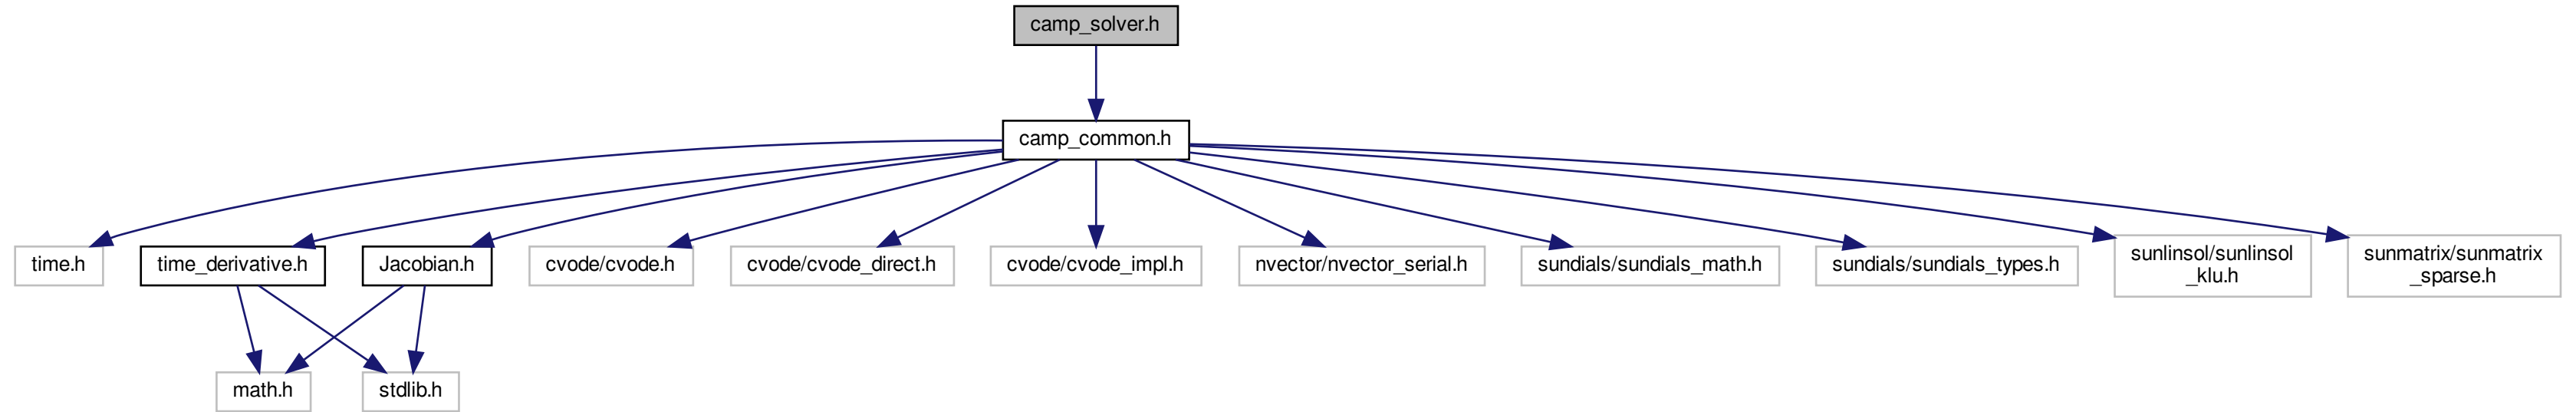 camp_solver.h
camp_common.h
time.h
time_derivative.h
Jacobian.h
cvode/cvode.h
cvode/cvode_direct.h
cvode/cvode_impl.h
nvector/nvector_serial.h
sundials/sundials_math.h
sundials/sundials_types.h
sunlinsol/sunlinsol
_klu.h
sunmatrix/sunmatrix
_sparse.h
math.h
stdlib.h